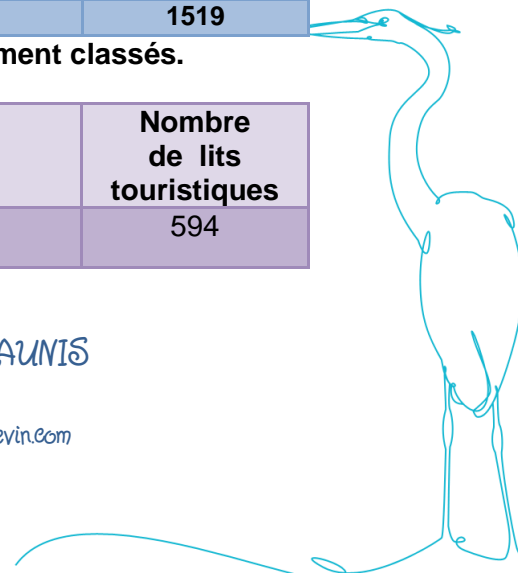 1519
ment classés.
Nombre
de lits
touristiques
594
AUNIS
evin.com